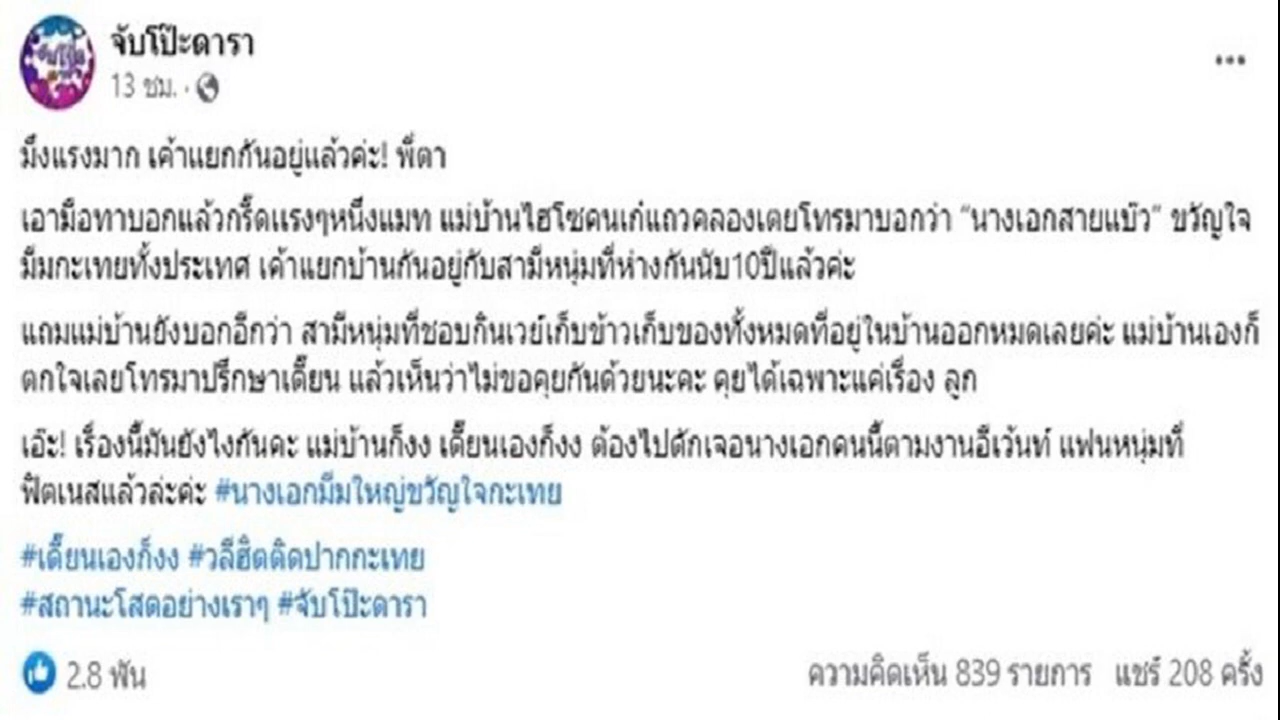 จับโป๊ะดารา
13 ชม. ·
มึงแรงมาก เค้าแยกกันอยู่แล้วค่ะ! พี่ตา
เอามือทาบอกแล้วกรี๊ดแรงๆหนึ่งแมท แม่บ้านไฮโซคนเก่แถวคลองเตยโทรมาบอกว่า “นางเอกสายแบ๊ว” ขวัญใจ
มีมกะเทยทั้งประเทศ เค้าแยกบ้านกันอยู่กับสามีหนุ่มที่ห่างกันนับ10ปีแล้วค่ะ
แถมแม่บ้านยังบอกอีกว่า สามีหนุ่มที่ชอบกินเวย์เก็บข้าวเก็บของทั้งหมดที่อยู่ในบ้านออกหมดเลยค่ะ แม่บ้านเองก็
ตกใจเลยโทรมาปรึกษาเดี๊ยน แล้วเห็นว่าไม่ขอคุยกันด้วยนะคะ คุยได้เฉพาะแค่เรื่อง ลูก
เอ๊ะ! เรื่องนี้มันยังไงกันคะ แม่บ้านก็งง เดี๊ยนเองก็งง ต้องไปดักเจอนางเอกคนนี้ตามงานอีเว้นท์ แฟนหนุ่มที่
ฟิตเนสแล้วล่ะค่ะ #นางเอกมีมใหญ่ขวัญใจกะเทย
#เดี๊ยนเองก็งง #วลีฮิตติดปากกะเทย
#สถานะโสดอย่างเราๆ #จับโป๊ะดารา
2.8 พัน
ความคิดเห็น 839 รายการ แชร์ 208 ครั้ง